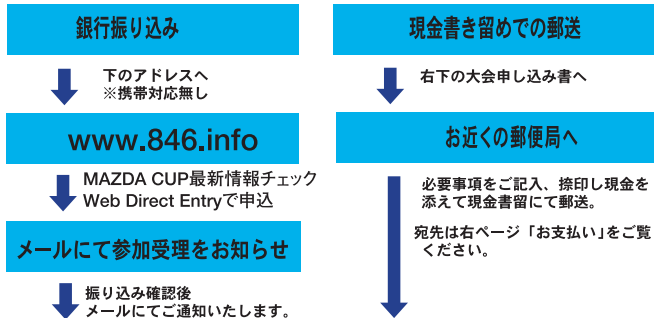 銀行振り込み
下のアドレスへ
※携帯対応無し
www.846.info
MAZDA CUP最新情報チェック
Web Direct Entryで申込
メールにて参加受理をお知らせ
振り込み確認後
メールにてご通知いたします。
現金書き留めでの郵送
右下の大会申し込み書へ
お近くの郵便局へ
必要事項をご記入、捺印し現金を
添えて現金書留にて郵送。
宛先は右ページ「お支払い」をご覧
ください。